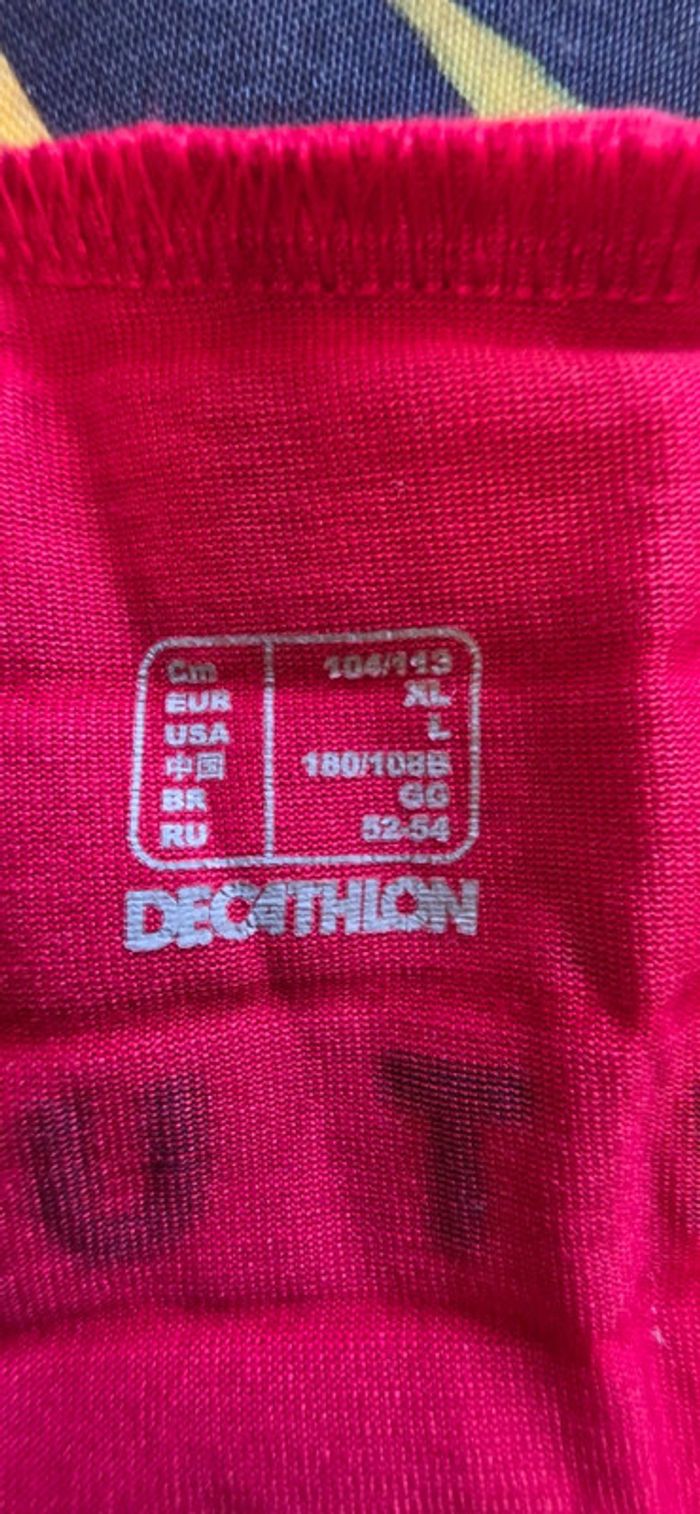 Cm 104/113
EUR XL
USA L
中国 180/108B
BR GG
RU 52-54
DECATHLON
U T